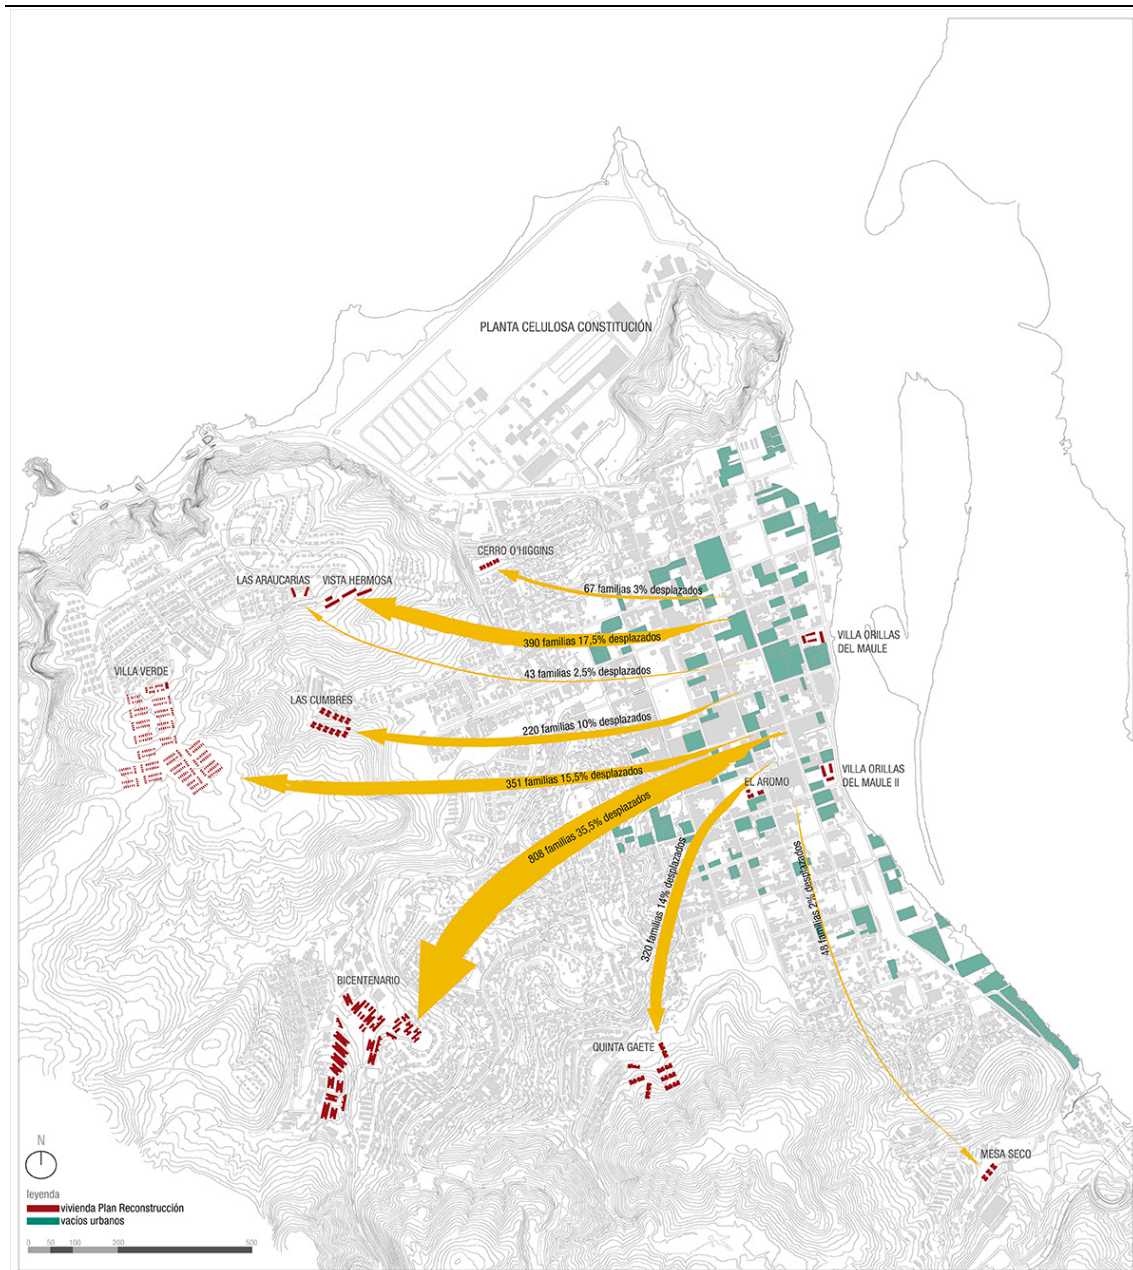 PLANTA CELULOSA CONSTITUCIÓN
CERRO O'HIGGINS
LAS ARAUCARIAS
VISTA HERMOSA
67 familias 3% desplazados
390 familias 17,5% desplazados
VILLA ORILLAS
DEL MAULE
43 familias 2,5% desplazados
VILLA VERDE
LAS CUMBRES
220 familias 10% desplazados
351 familias 15,5% desplazados
EL AROMO
VILLA ORILLAS
DEL MAULE II
808 familias 35,5% desplazados
320 familias 14% desplazados
48 familias 2% desplazados
BICENTENARIO
QUINTA GAETE
MESA SECO
N
leyenda
vivienda Plan Reconstrucción
vacíos urbanos
0 50 100 200 500